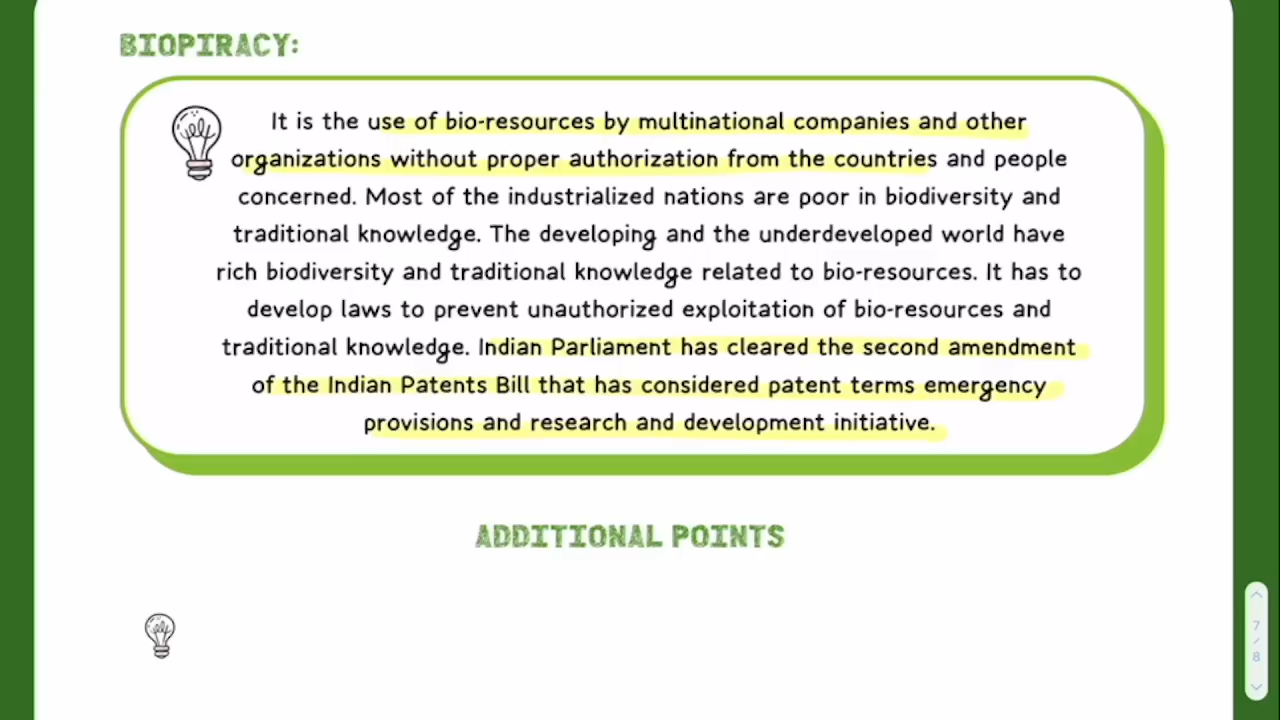 BIOPIRACY:
It is the use of bio-resources by multinational companies and other
organizations without proper authorization from the countries and people
concerned. Most of the industrialized nations are poor in biodiversity and
traditional knowledge. The developing and the underdeveloped world have
rich biodiversity and traditional knowledge related to bio-resources. It has to
develop laws to prevent unauthorized exploitation of bio-resources and
traditional knowledge. Indian Parliament has cleared the second amendment
of the Indian Patents Bill that has considered patent terms emergency
provisions and research and development initiative.
ADDITIONAL POINTS
7
/
8